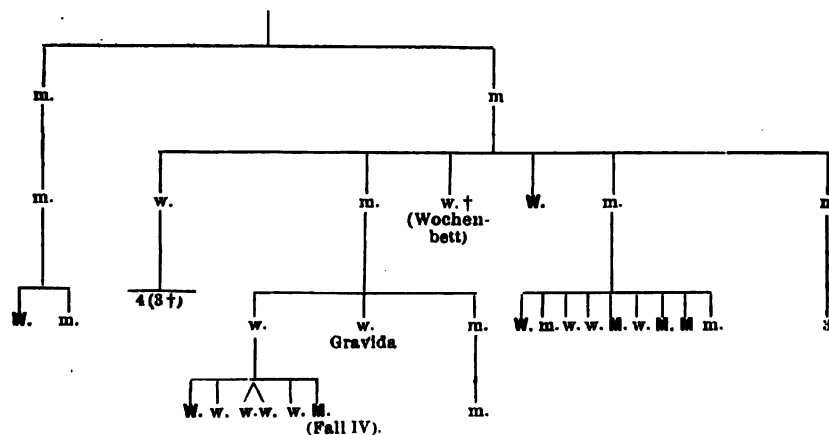 m. m
m. w. m. w. † W. m.
(Wochen-
bett)
W. m. 4 (3 †) w. w. m. W. m. w. w. M. w. M. M m.
Gravida
W. w. w. w. w. M. m.
(Fall IV).